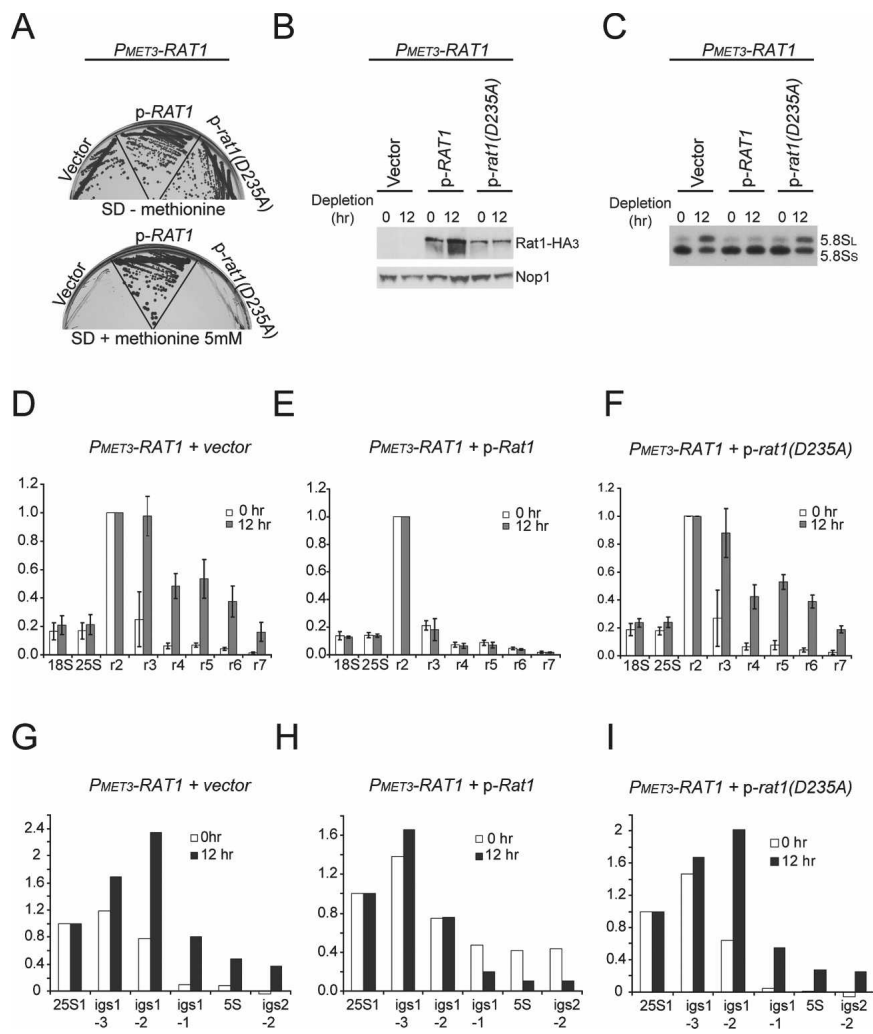 A
PMET3-RAT1
p-RAT1
Vector
p-rat1(D235A)
SD - methionine
p-RAT1
Vector
p-rat1(D235A)
SD + methionine 5mM
B
PMET3-RAT1
Vector
p-RAT1
p-rat1(D235A)
Depletion
(hr)
0 12 0 12 0 12
Rat1-HA3
Nop1
C
PMET3-RAT1
Vector
p-RAT1
p-rat1(D235A)
Depletion
(hr)
0 12 0 12 0 12
5.8SL
5.8SS
D
PMET3-RAT1 + vector
1.2
1.0
0.8
0.6
0.4
0.2
0.0
0 hr
12 hr
18S 25S r2 r3 r4 r5 r6 r7
E
PMET3-RAT1 + p-Rat1
1.2
1.0
0.8
0.6
0.4
0.2
0.0
0 hr
12 hr
18S 25S r2 r3 r4 r5 r6 r7
F
PMET3-RAT1 + p-rat1(D235A)
1.2
1.0
0.8
0.6
0.4
0.2
0.0
0 hr
12 hr
18S 25S r2 r3 r4 r5 r6 r7
G
PMET3-RAT1 + vector
2.4
2
1.6
1.2
0.8
0.4
0
0hr
12 hr
25S1 igs1 igs1 igs1 5S igs2
-3 -2 -1 -2
H
PMET3-RAT1 + p-Rat1
1.6
1.2
0.8
0.4
0
0 hr
12 hr
25S1 igs1 igs1 igs1 5S igs2
-3 -2 -1 -2
I
PMET3-RAT1 + p-rat1(D235A)
2
1.6
1.2
0.8
0.4
0
0 hr
12 hr
25S1 igs1 igs1 igs1 5S igs2
-3 -2 -1 -2